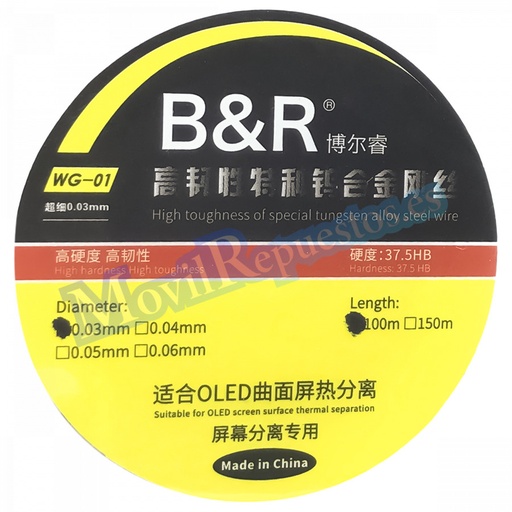 B&R®
博尔睿
WG-01
超细0.03mm
高韧性特种钨合金刚丝
High toughness of special tungsten alloy steel wire
高硬度 高韧性
High hardness High toughness
硬度:37.5HB
Hardness: 37.5 HB
MovilRepuestos.es
Diameter:
0.03mm □0.04mm
□0.05mm □0.06mm
Length:
100m □150m
适合OLED曲面屏热分离
Suitable for OLED screen surface thermal separation
屏幕分离专用
Made in China